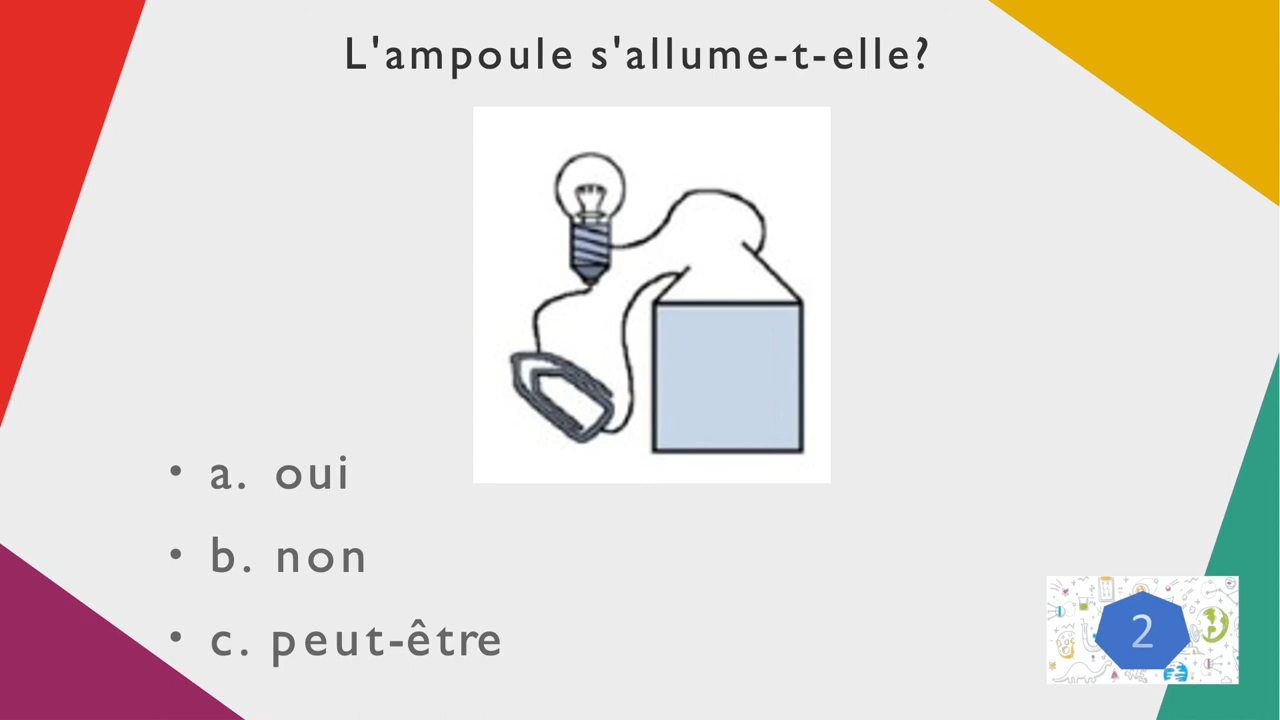 L'ampoule s'allume-t-elle?
• a. oui
• b. non
• c. peut-être
2